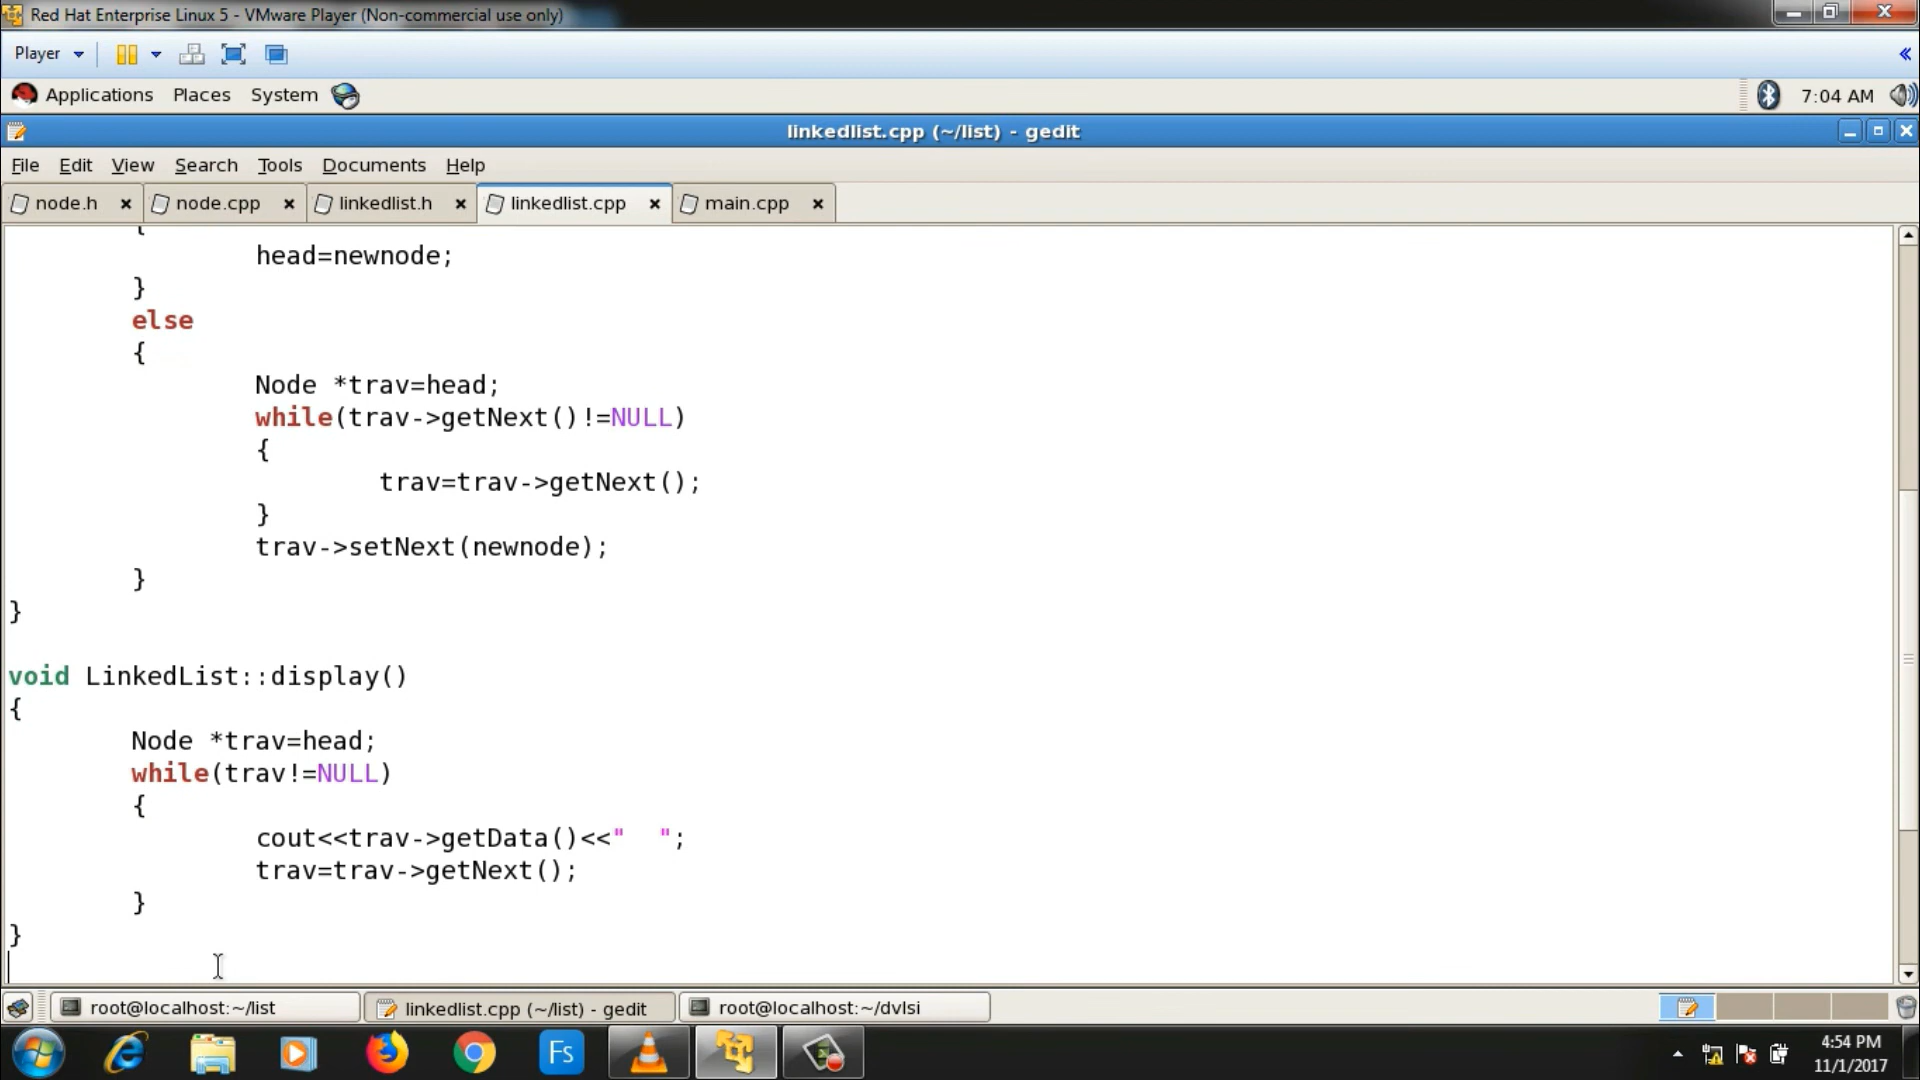 Red Hat Enterprise Linux 5 - VMware Player (Non-commercial use only)
Player
«
Applications Places System 7:04 AM
linkedlist.cpp (~/list) - gedit
File Edit View Search Tools Documents Help
node.h node.cpp linkedlist.h linkedlist.cpp main.cpp
{
head=newnode;
}
else
{
Node *trav=head;
while(trav->getNext()!=NULL)
{
trav=trav->getNext();
}
trav->setNext(newnode);
}
}
void LinkedList::display()
{
Node *trav=head;
while(trav!=NULL)
{
cout<<trav->getData()<<"  ";
trav=trav->getNext();
}
}
root@localhost:~/list linkedlist.cpp (~/list) - gedit root@localhost:~/dvlsi
Fs
4:54 PM
11/1/2017